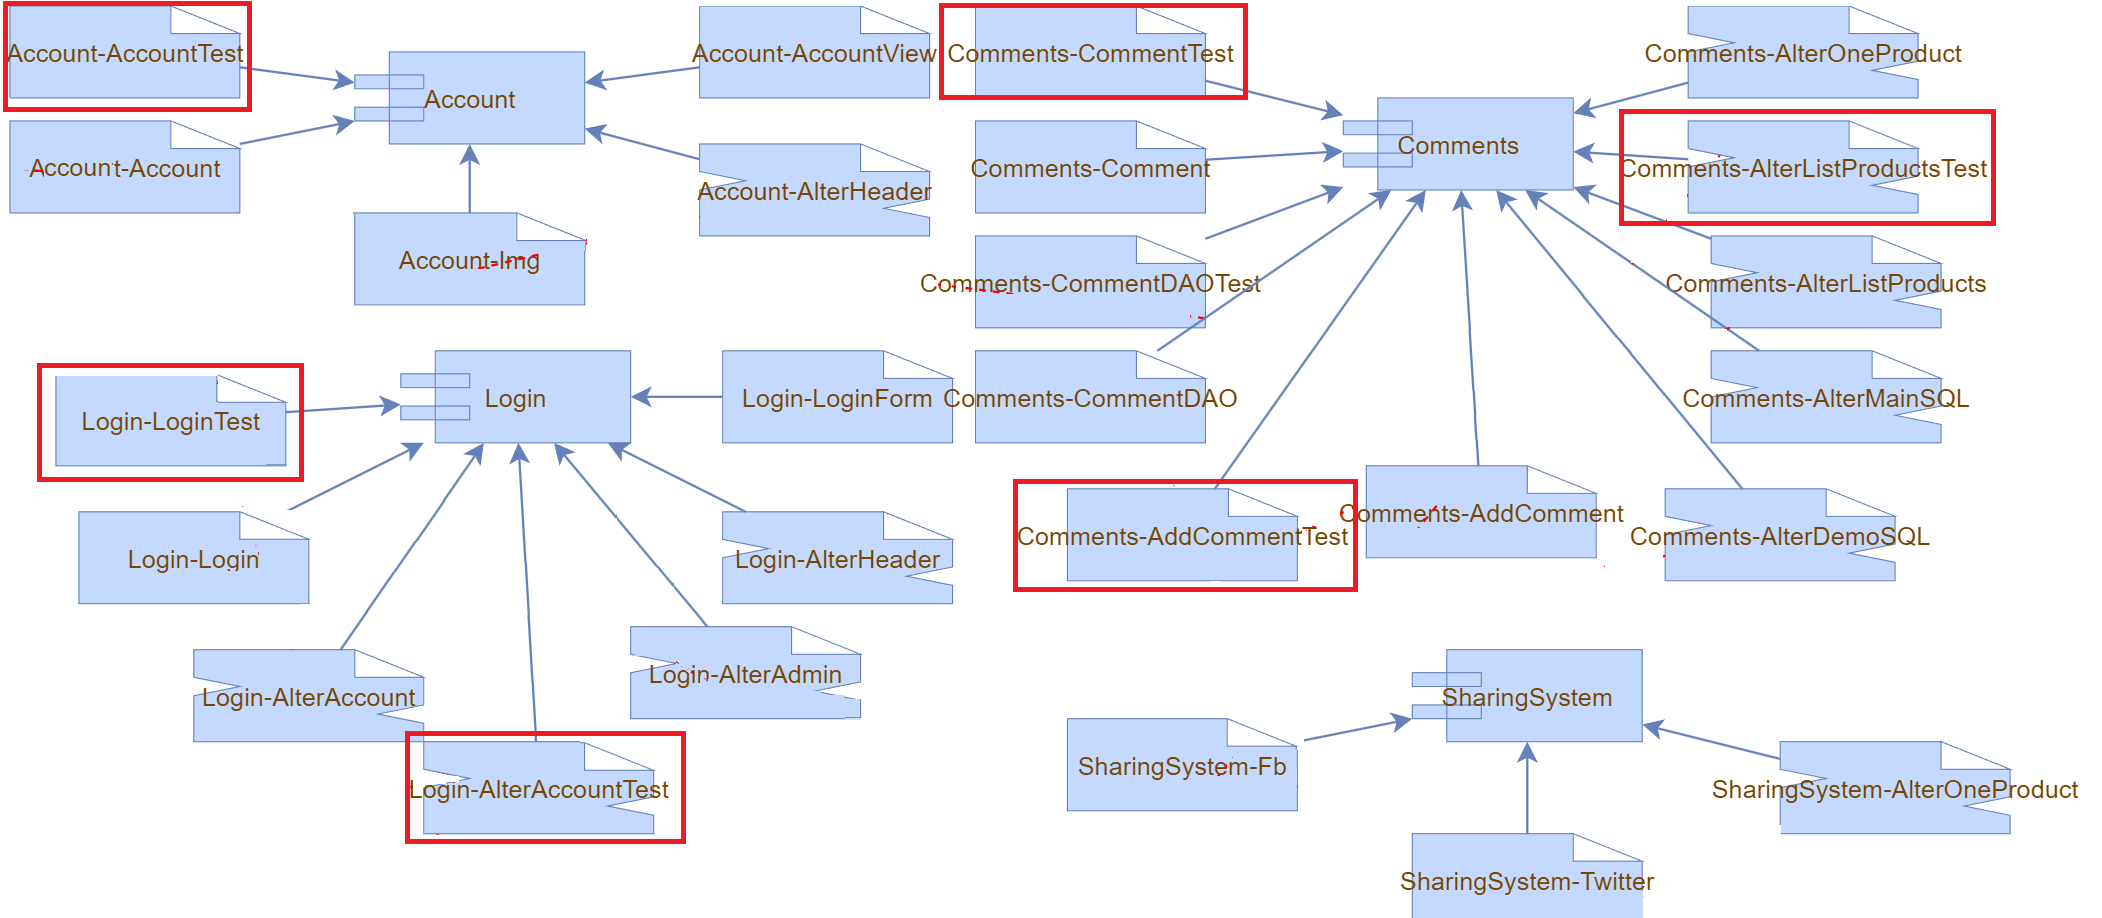 Account-AccountTest
Account-AccountView
Account
Account-Account
Account-AlterHeader
Account-Img
Comments-CommentTest
Comments-AlterOneProduct
Comments
Comments-Comment
Comments-AlterListProductsTest
Comments-CommentDAOTest
Comments-AlterListProducts
Comments-CommentDAO
Comments-AlterMainSQL
Comments-AddCommentTest
Comments-AddComment
Comments-AlterDemoSQL
Login
Login-LoginForm
Login-LoginTest
Login-Login
Login-AlterHeader
Login-AlterAccount
Login-AlterAdmin
Login-AlterAccountTest
SharingSystem
SharingSystem-Fb
SharingSystem-AlterOneProduct
SharingSystem-Twitter